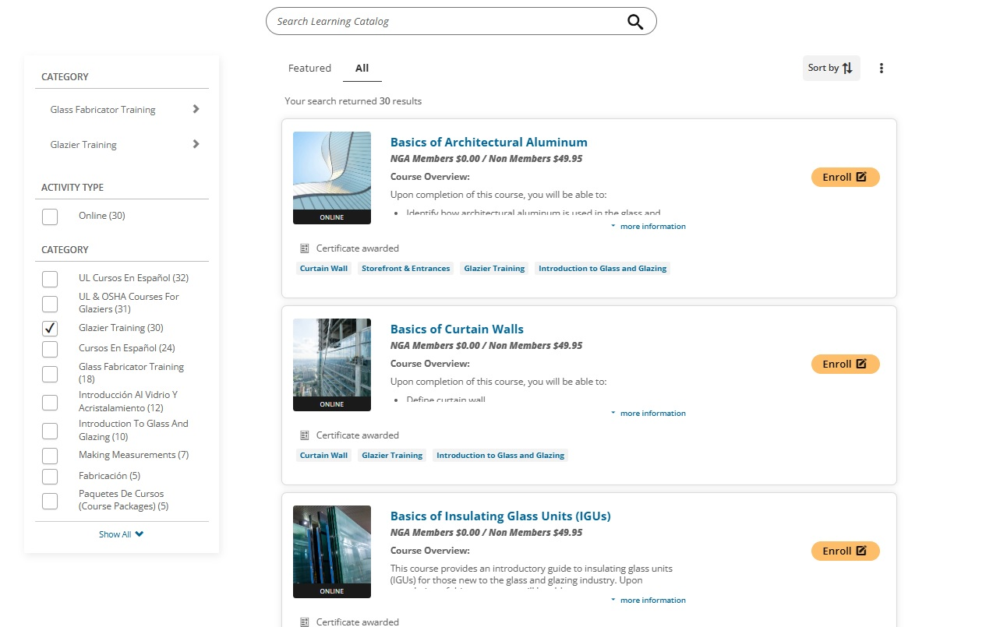 Search Learning Catalog
CATEGORY
Glass Fabricator Training
Glazier Training
ACTIVITY TYPE
Online (30)
CATEGORY
UL Cursos En Español (32)
UL & OSHA Courses For
Glaziers (31)
Glazier Training (30)
Cursos En Español (24)
Glass Fabricator Training
(18)
Introducción Al Vidrio Y
Acristalamiento (12)
Introduction To Glass And
Glazing (10)
Making Measurements (7)
Fabricación (5)
Paquetes De Cursos
(Course Packages) (5)
Show All
Featured
All
Sort by
Your search returned 30 results
ONLINE
Basics of Architectural Aluminum
NGA Members $0.00 / Non Members $49.95
Course Overview:
Upon completion of this course, you will be able to:
Identify how architectural aluminum is used in the glass and
more information
Enroll
Certificate awarded
Curtain Wall
Storefront & Entrances
Glazier Training
Introduction to Glass and Glazing
ONLINE
Basics of Curtain Walls
NGA Members $0.00 / Non Members $49.95
Course Overview:
Upon completion of this course, you will be able to:
Define curtain wall
more information
Enroll
Certificate awarded
Curtain Wall
Glazier Training
Introduction to Glass and Glazing
ONLINE
Basics of Insulating Glass Units (IGUs)
NGA Members $0.00 / Non Members $49.95
Course Overview:
This course provides an introductory guide to insulating glass units
(IGUs) for those new to the glass and glazing industry. Upon
more information
Enroll
Certificate awarded